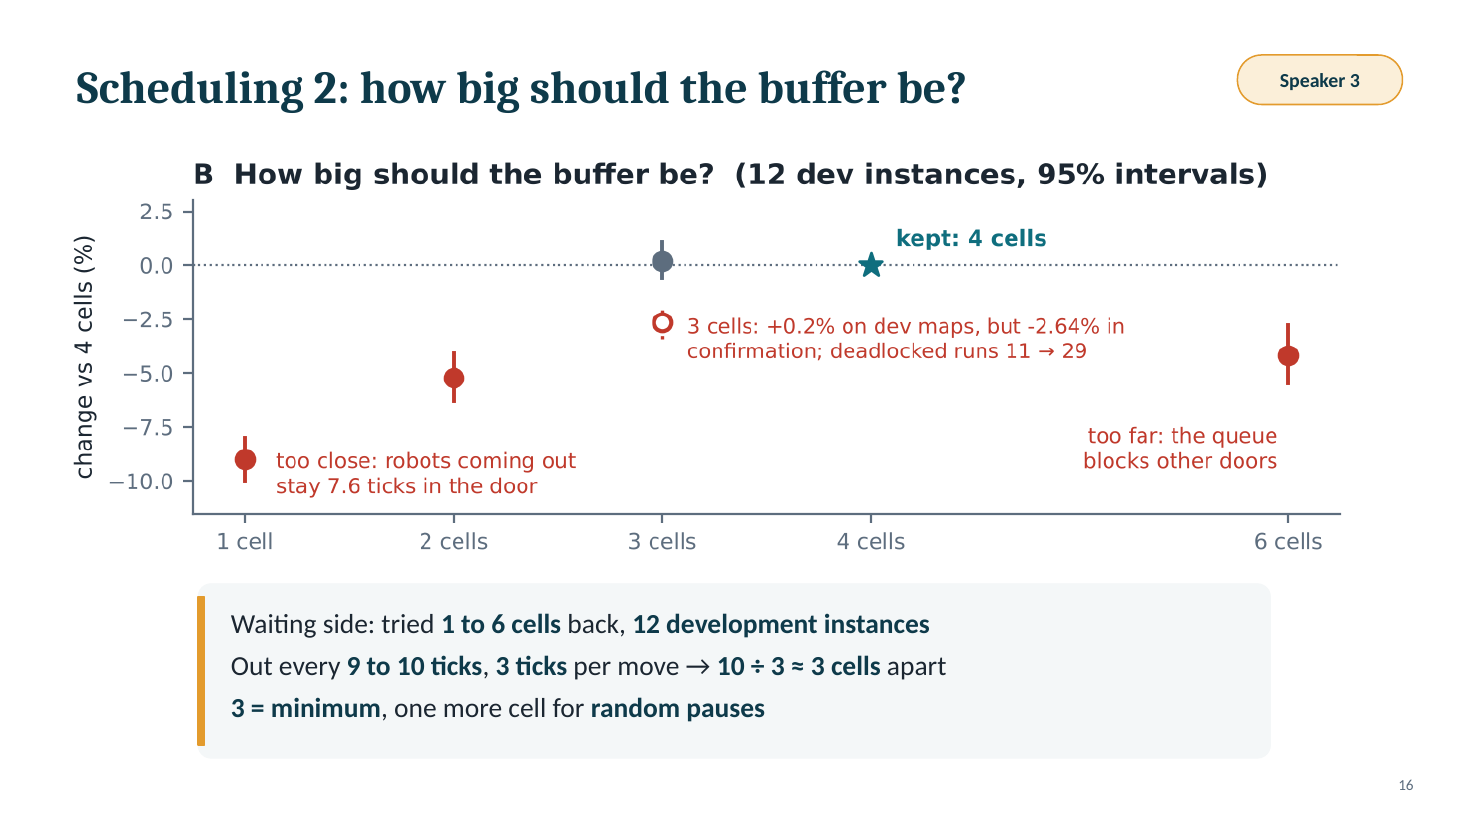 Scheduling 2: how big should the buffer be?
Speaker 3
B How big should the buffer be? (12 dev instances, 95% intervals)
change vs 4 cells (%)
2.5
0.0
−2.5
−5.0
−7.5
−10.0
kept: 4 cells
3 cells: +0.2% on dev maps, but -2.64% in
confirmation; deadlocked runs 11 → 29
too close: robots coming out
stay 7.6 ticks in the door
too far: the queue
blocks other doors
1 cell
2 cells
3 cells
4 cells
6 cells
Waiting side: tried 1 to 6 cells back, 12 development instances
Out every 9 to 10 ticks, 3 ticks per move → 10 ÷ 3 ≈ 3 cells apart
3 = minimum, one more cell for random pauses
16